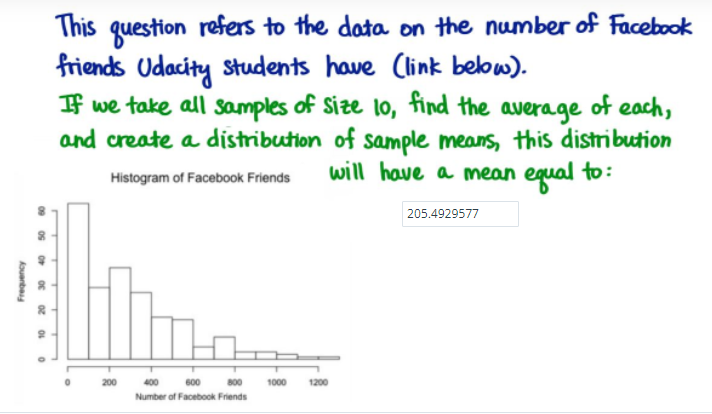 This question refers to the data on the number of Facebook
friends Udacity students have (link below).
If we take all samples of size 10, find the average of each,
and create a distribution of sample means, this distribution
will have a mean equal to:
Histogram of Facebook Friends
205.4929577
Frequency
60
50
40
30
20
10
0
0 200 400 600 800 1000 1200
Number of Facebook Friends